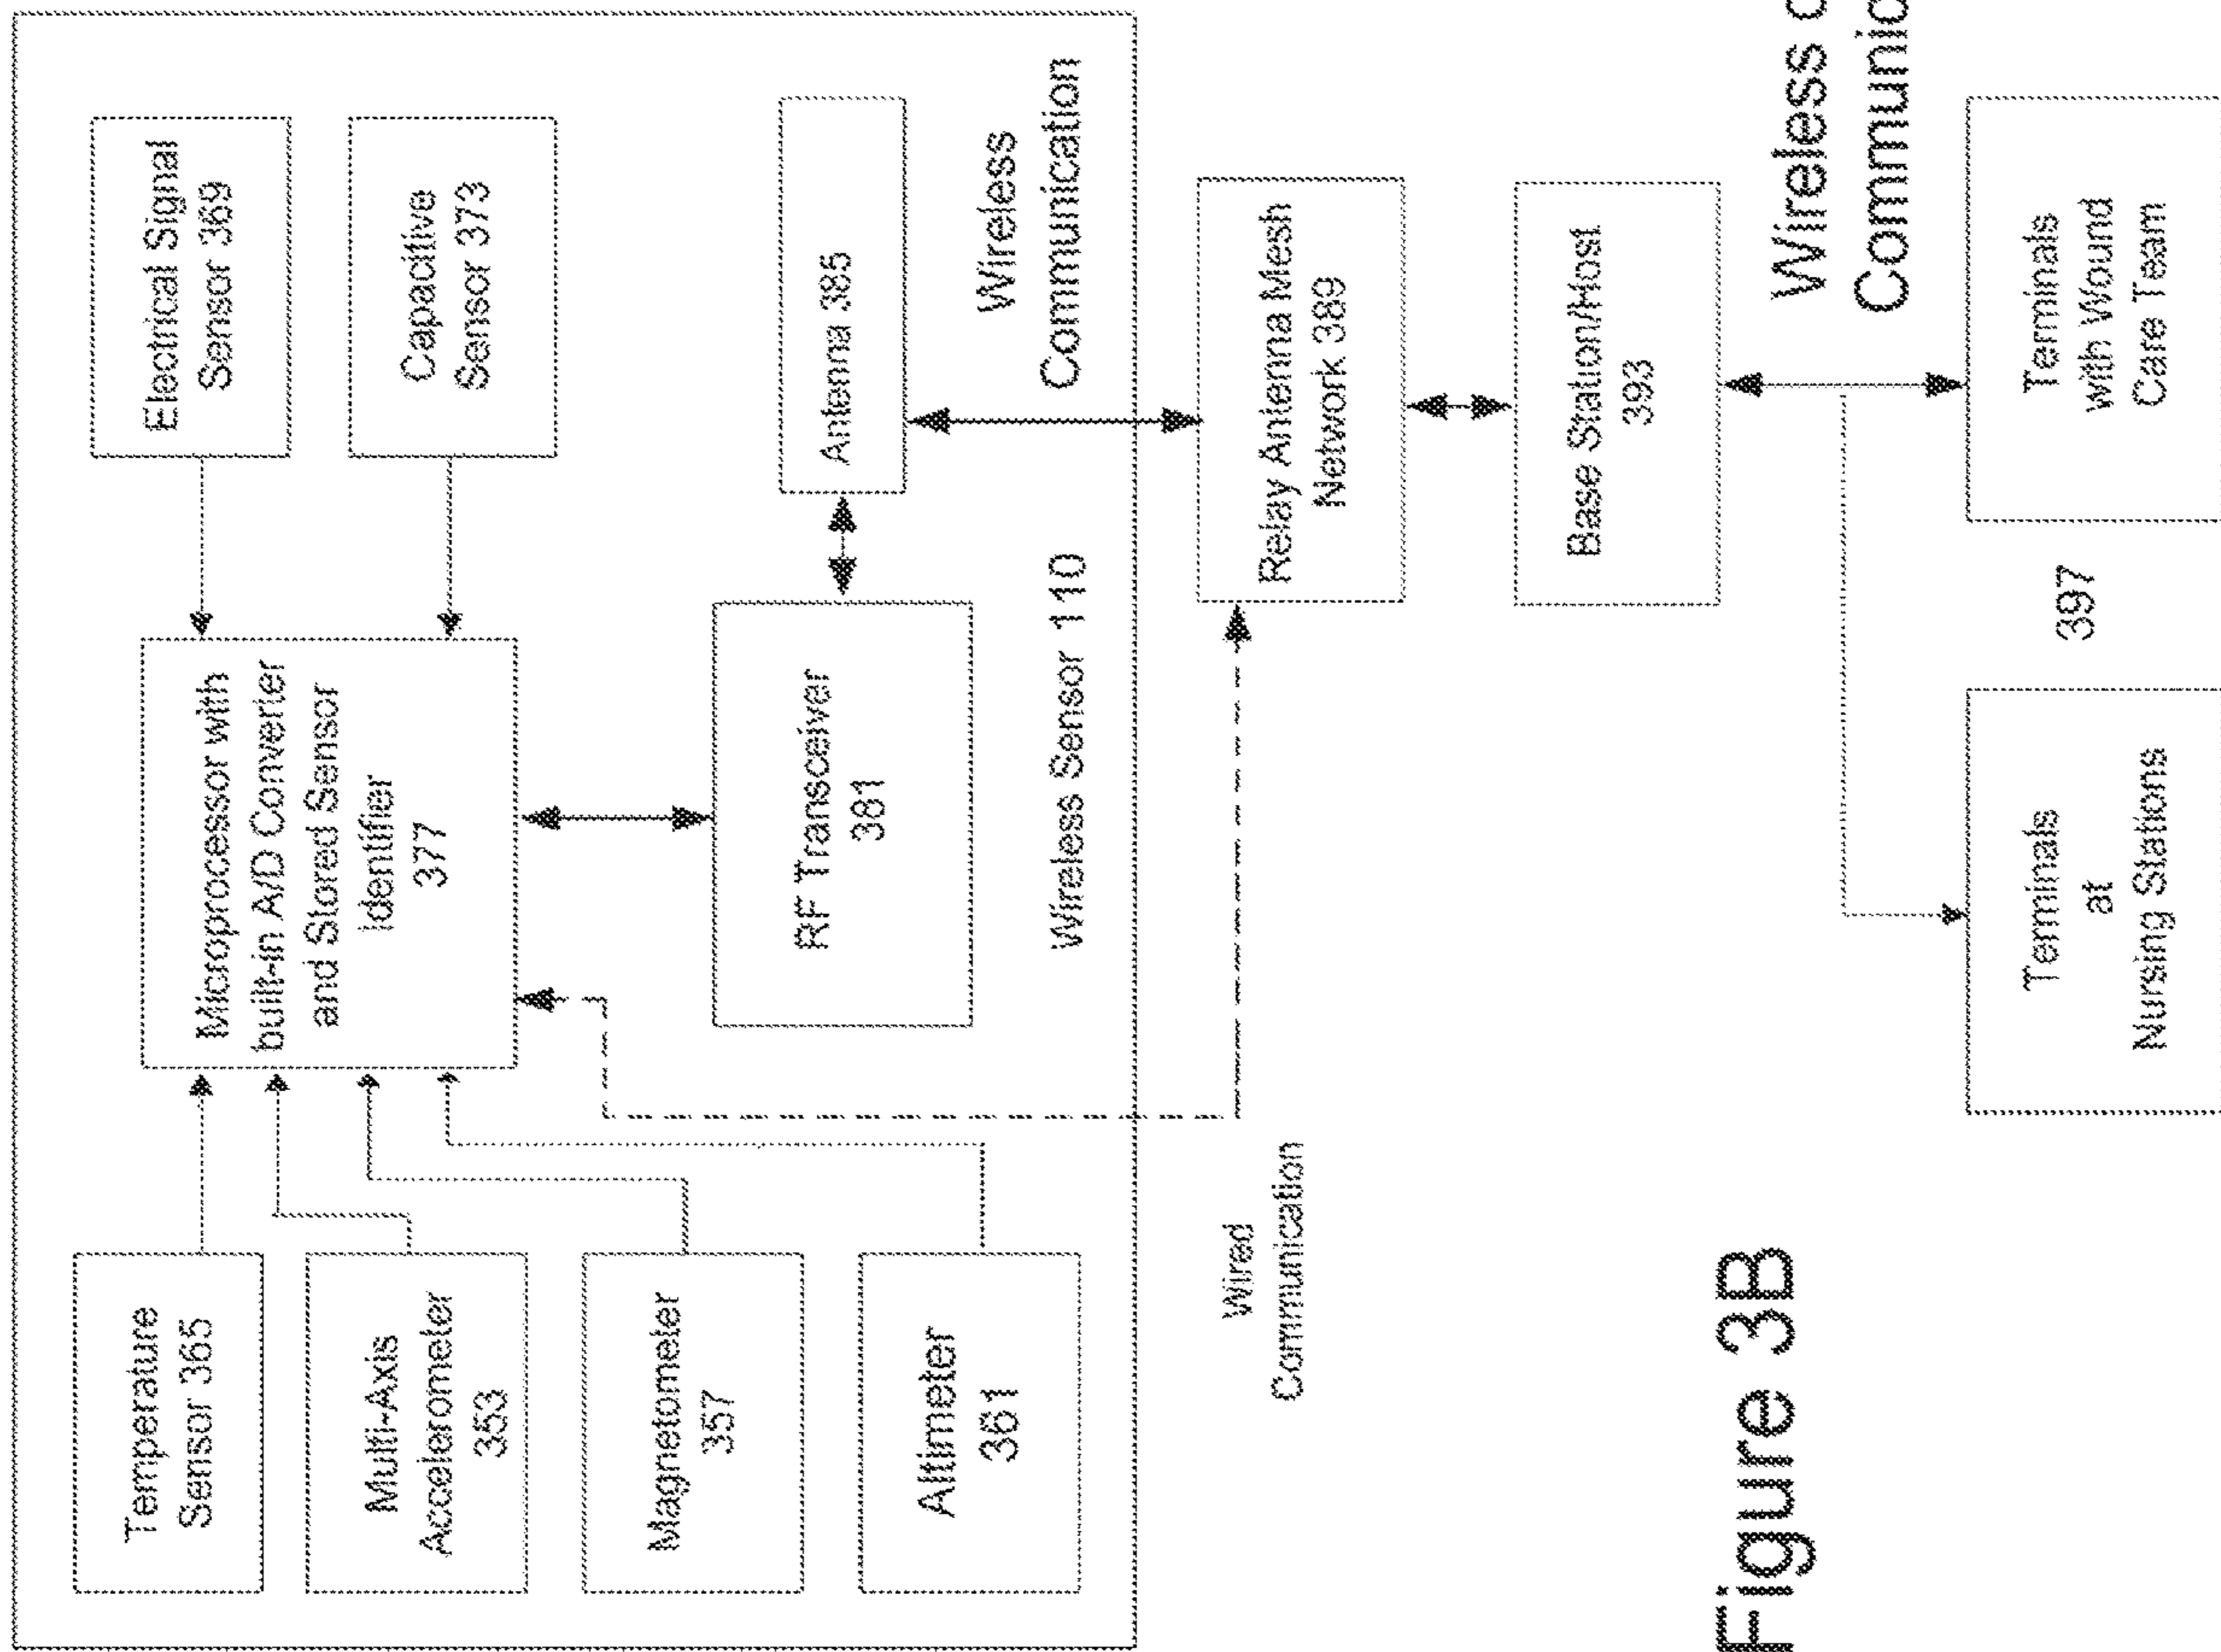 Temperature
Sensor 365
Multi-Axis
Accelerometer
353
Magnetometer
357
Altimeter
361
Microprocessor with
built-in A/D Converter
and Stored Sensor
Identifier
377
Electrical Signal
Sensor 369
Capacitive
Sensor 373
RF Transceiver
381
Antenna 385
Wireless Sensor 110
Wireless
Communication
Wired
Communication
Relay Antenna Mesh
Network 389
Base Station/Host
393
Wireless
Terminals
at
Nursing Stations
397
Terminals
with Wound
Care Team
Figure 3B